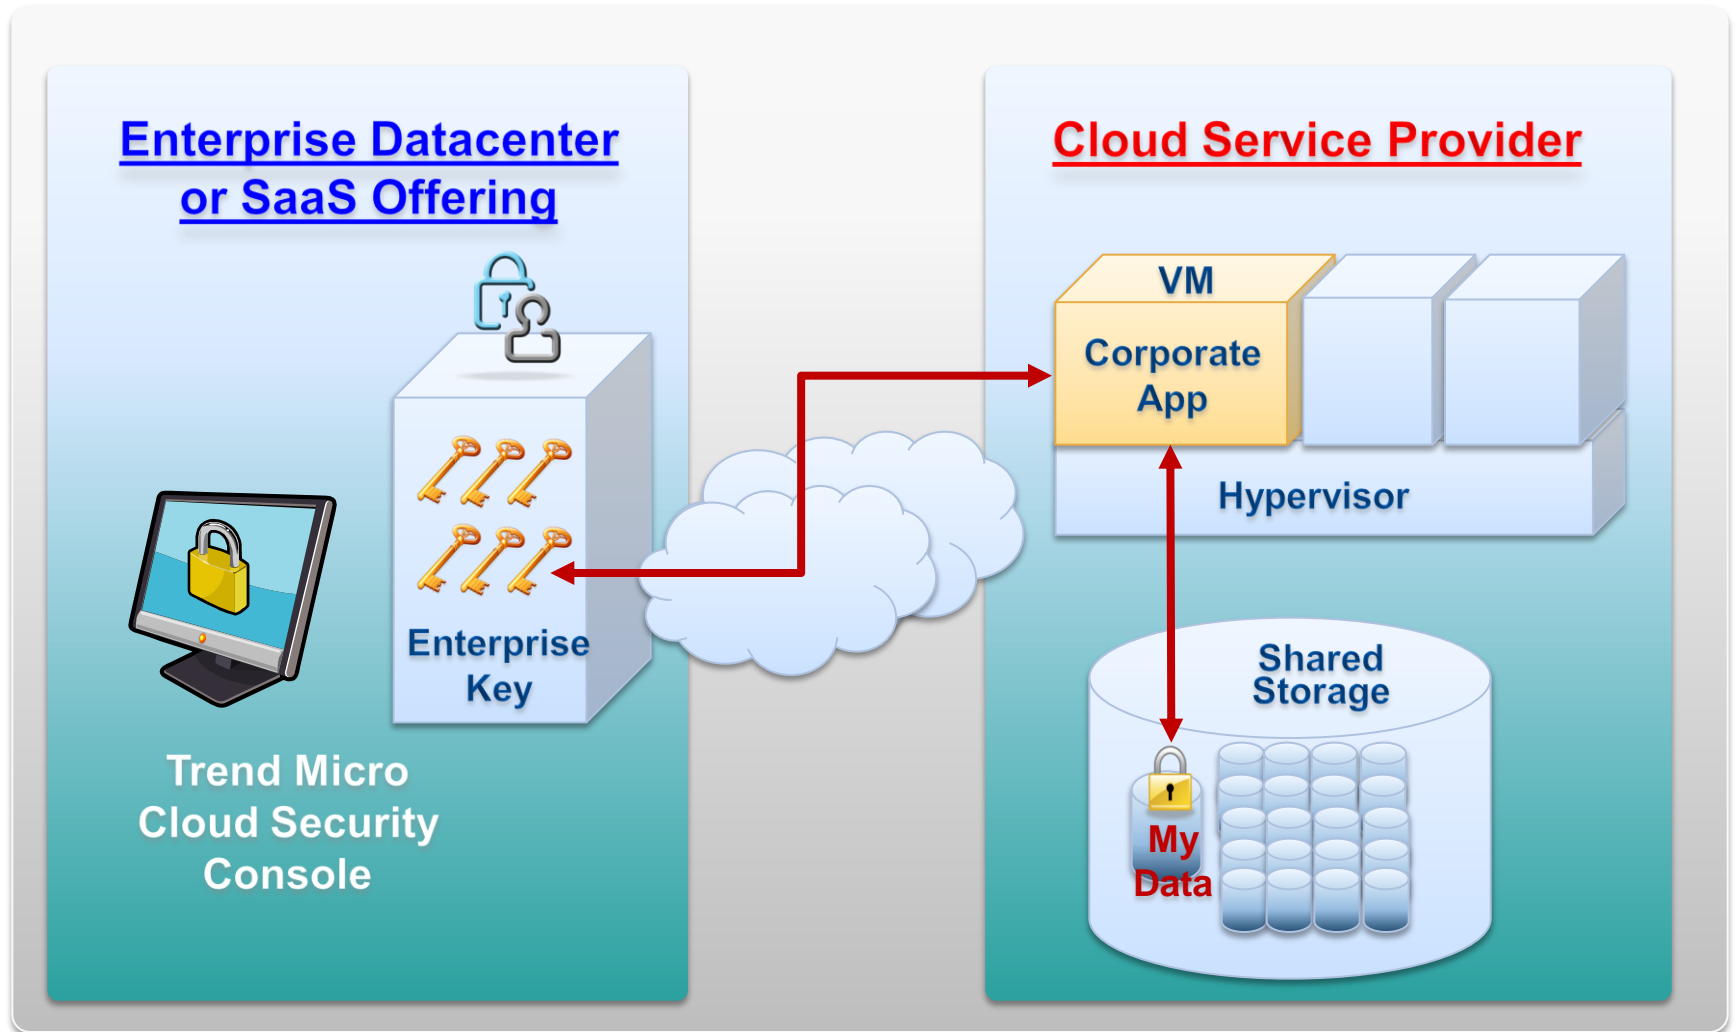 Enterprise Datacenter
or SaaS Offering
Enterprise
Key
Trend Micro
Cloud Security
Console
Cloud Service Provider
VM
Corporate
App
Hypervisor
Shared
Storage
My
Data